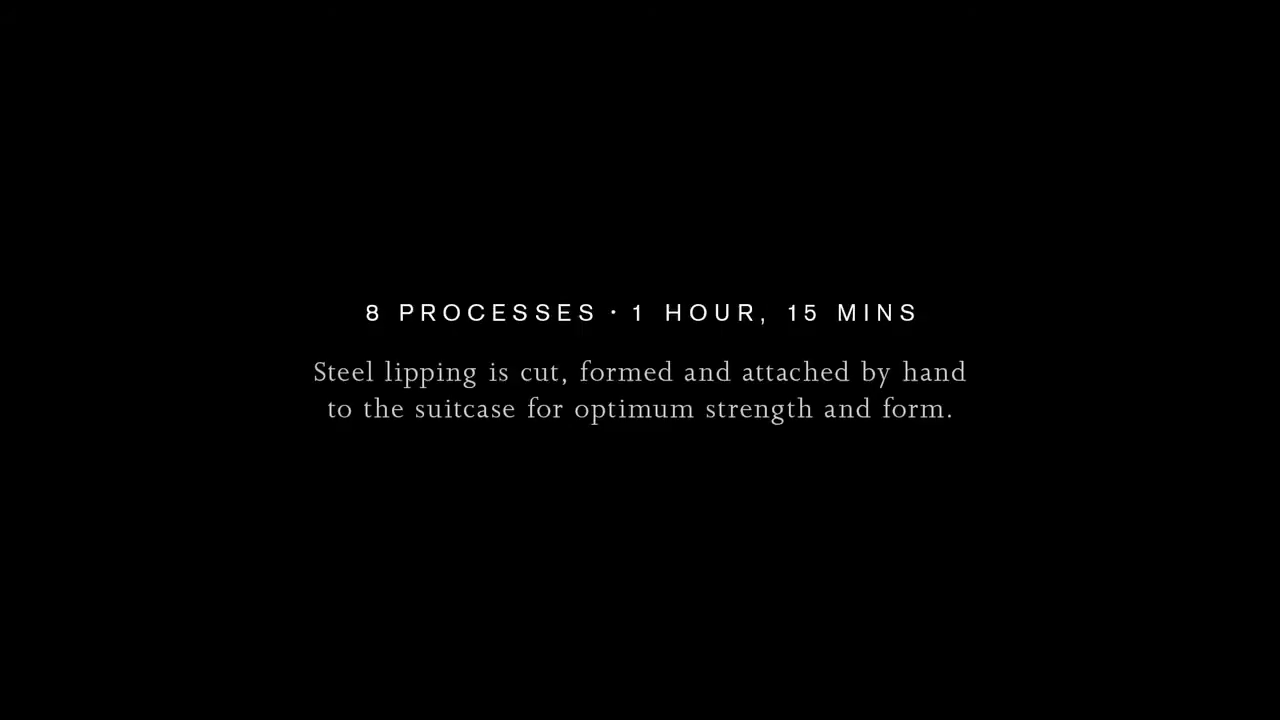 8 PROCESSES · 1 HOUR, 15 MINS
Steel lipping is cut, formed and attached by hand
to the suitcase for optimum strength and form.